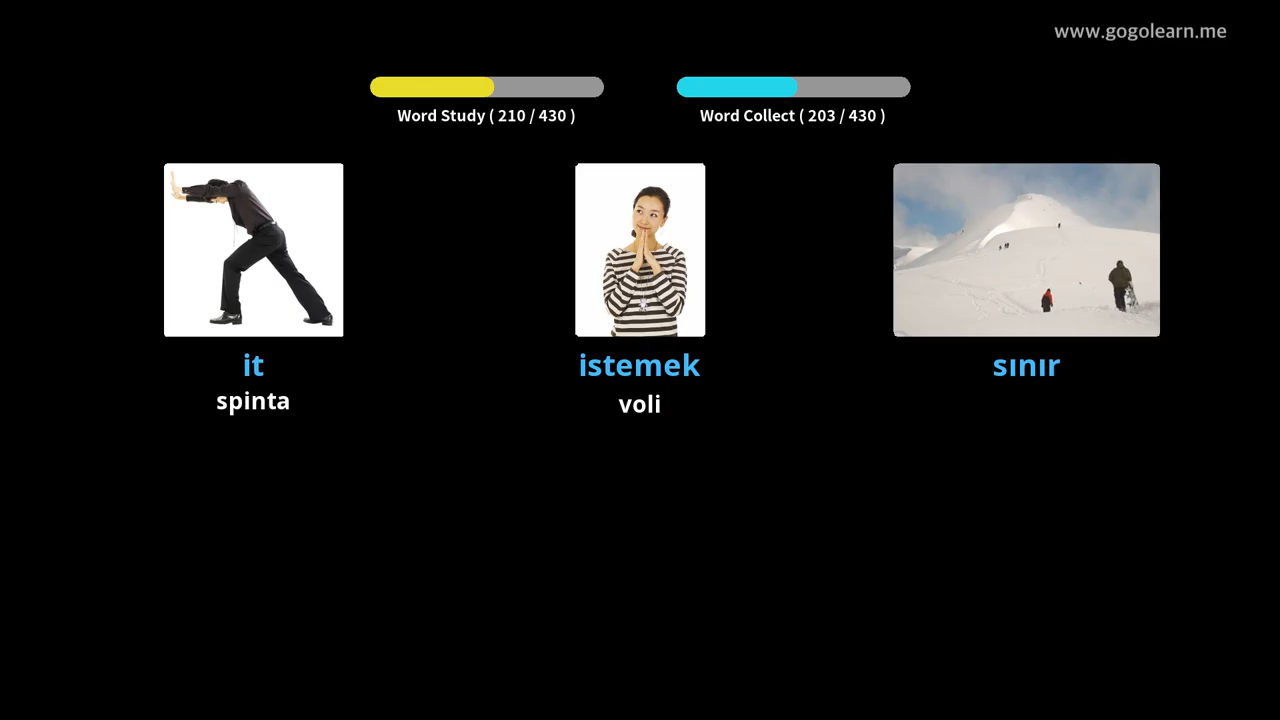 www.gogolearn.me
Word Study ( 210 / 430 )
Word Collect ( 203 / 430 )
it
spinta
istemek
voli
sınır